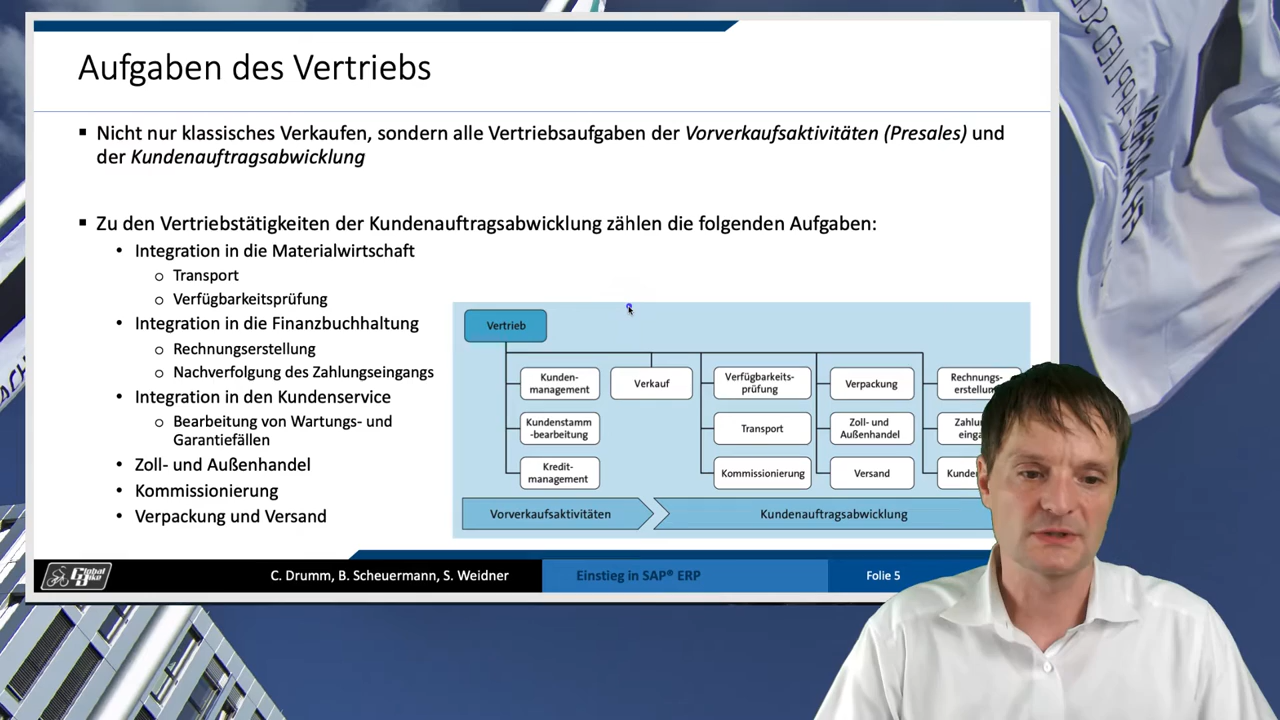 Aufgaben des Vertriebs
▪ Nicht nur klassisches Verkaufen, sondern alle Vertriebsaufgaben der Vorverkaufsaktivitäten (Presales) und
der Kundenauftragsabwicklung
▪ Zu den Vertriebstätigkeiten der Kundenauftragsabwicklung zählen die folgenden Aufgaben:
• Integration in die Materialwirtschaft
o Transport
o Verfügbarkeitsprüfung
• Integration in die Finanzbuchhaltung
o Rechnungserstellung
o Nachverfolgung des Zahlungseingangs
• Integration in den Kundenservice
o Bearbeitung von Wartungs- und
Garantiefällen
• Zoll- und Außenhandel
• Kommissionierung
• Verpackung und Versand
Vertrieb
Kunden-
management
Kundenstamm
-bearbeitung
Kredit-
management
Verkauf
Verfügbarkeits-
prüfung
Transport
Kommissionierung
Verpackung
Zoll- und
Außenhandel
Versand
Rechnungs-
Vorverkaufsaktivitäten
Kundenauftragsabwicklung
Global
Bike
C. Drumm, B. Scheuermann, S. Weidner
Einstieg in SAP® ERP
Folie 5